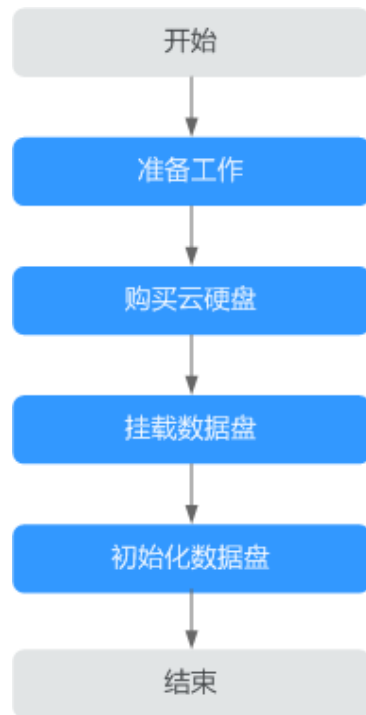 开始
准备工作
购买云硬盘
挂载数据盘
初始化数据盘
结束